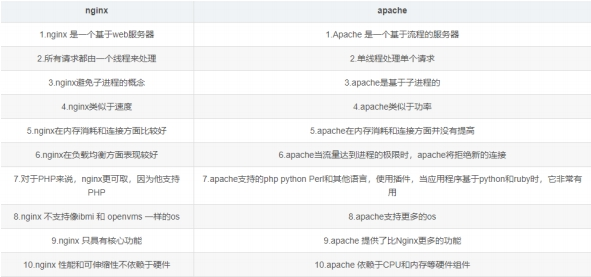 nginx apache
1.nginx 是一个基于web服务器 1.Apache 是一个基于流程的服务器
2.所有请求都由一个线程来处理 2.单线程处理单个请求
3.nginx避免子进程的概念 3.apache是基于子进程的
4.nginx类似于速度 4.apache类似于功率
5.nginx在内存消耗和连接方面比较好 5.apache在内存消耗和连接方面并没有提高
6.nginx在负载均衡方面表现较好 6.apache当流量达到进程的极限时，apache将拒绝新的连接
7.对于PHP来说，nginx更可取，因为他支持 7.apache支持的php python Perl和其他语言，使用插件，当应用程序基于python和ruby时，它非常有
PHP 用
8.nginx 不支持像ibmi 和 openvms 一样的os 8.apache支持更多的os
9.nginx 只具有核心功能 9.apache 提供了比Nginx更多的功能
10.nginx 性能和可伸缩性不依赖于硬件 10.apache 依赖于CPU和内存等硬件组件